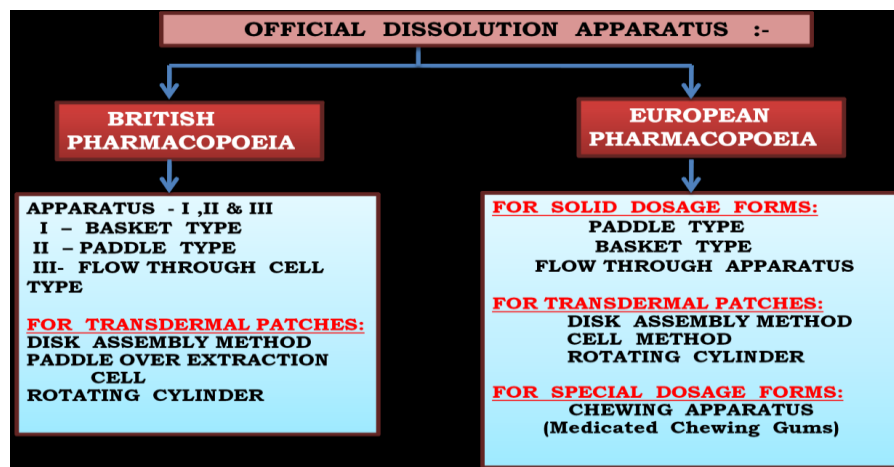 OFFICIAL DISSOLUTION APPARATUS :-
BRITISH
PHARMACOPOEIA
APPARATUS - I ,II & III
I – BASKET TYPE
II – PADDLE TYPE
III- FLOW THROUGH CELL
TYPE
FOR TRANSDERMAL PATCHES:
DISK ASSEMBLY METHOD
PADDLE OVER EXTRACTION
CELL
ROTATING CYLINDER
EUROPEAN
PHARMACOPOEIA
FOR SOLID DOSAGE FORMS:
PADDLE TYPE
BASKET TYPE
FLOW THROUGH APPARATUS
FOR TRANSDERMAL PATCHES:
DISK ASSEMBLY METHOD
CELL METHOD
ROTATING CYLINDER
FOR SPECIAL DOSAGE FORMS:
CHEWING APPARATUS
(Medicated Chewing Gums)